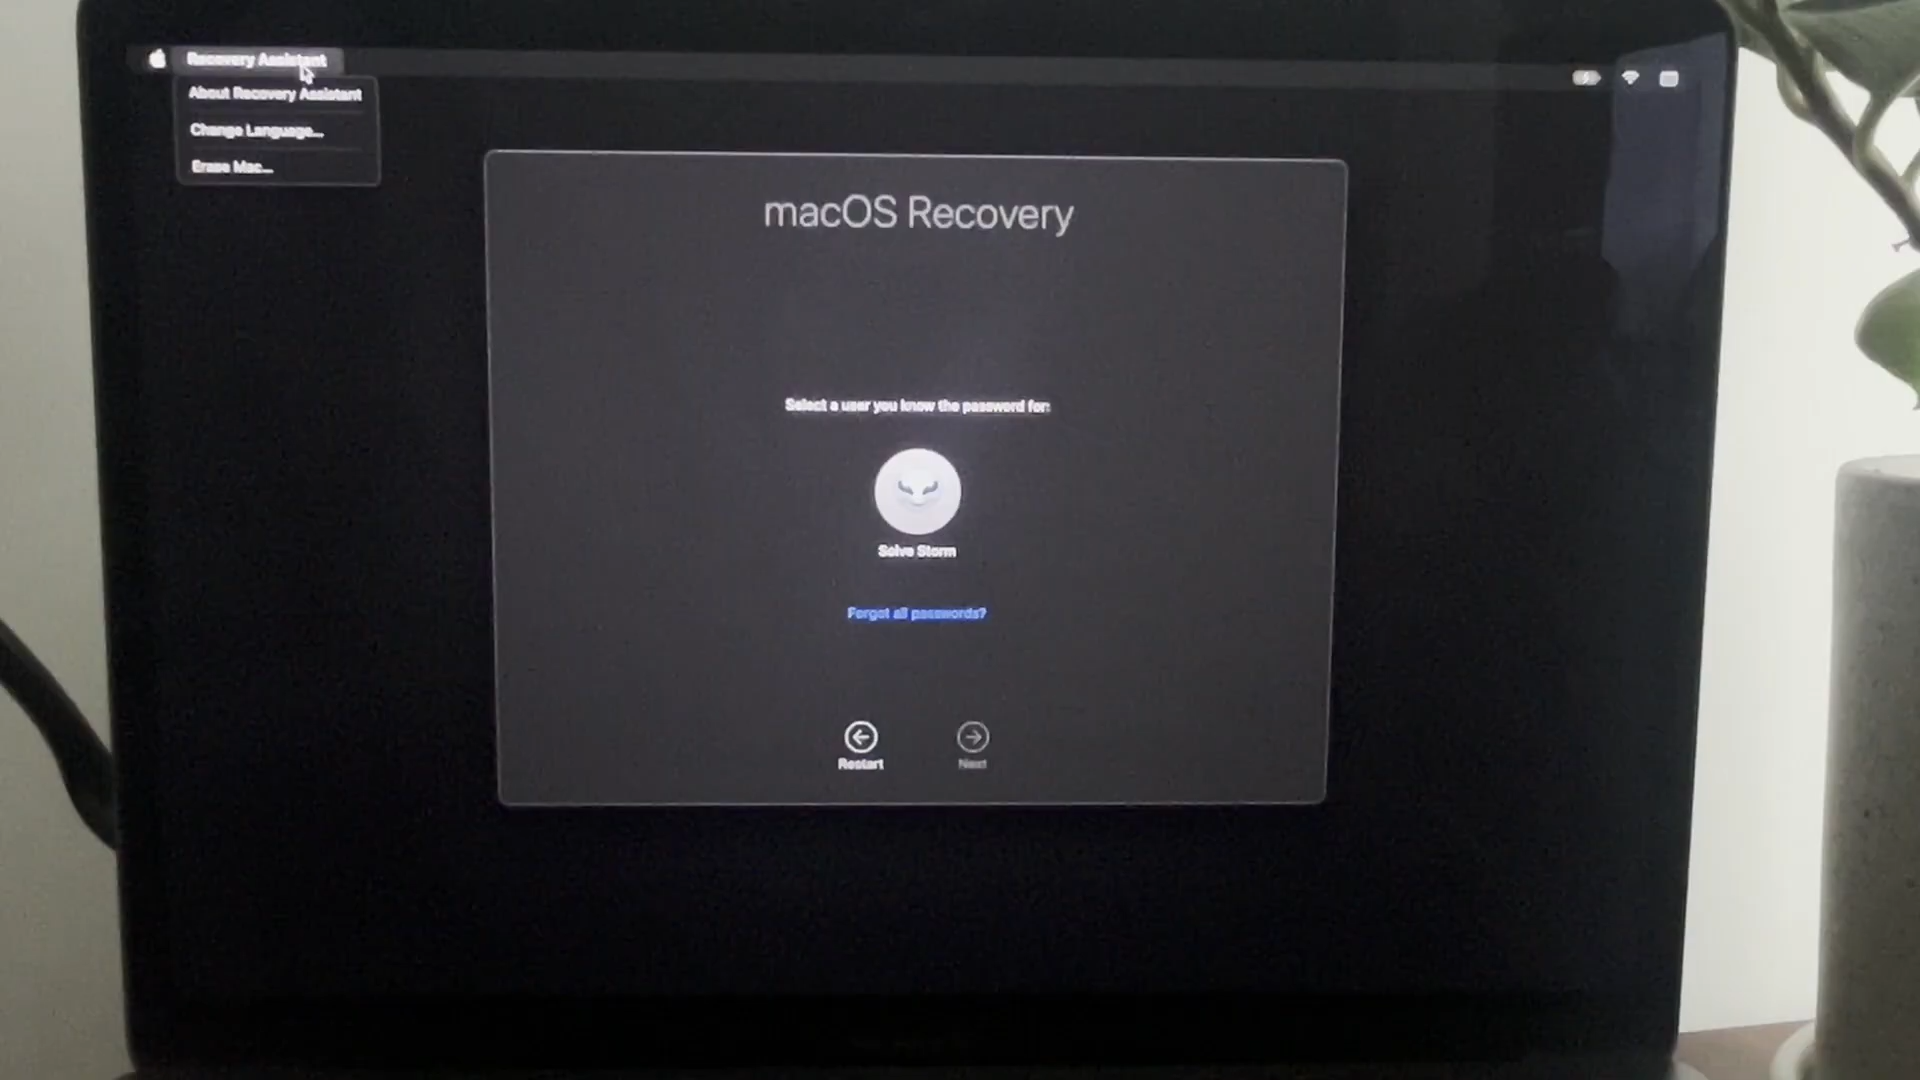 Recovery Assistant
About Recovery Assistant
Change Language...
Erase Mac...
macOS Recovery
Select a user you know the password for:
Solve Storm
Forgot all passwords?
Restart
Next